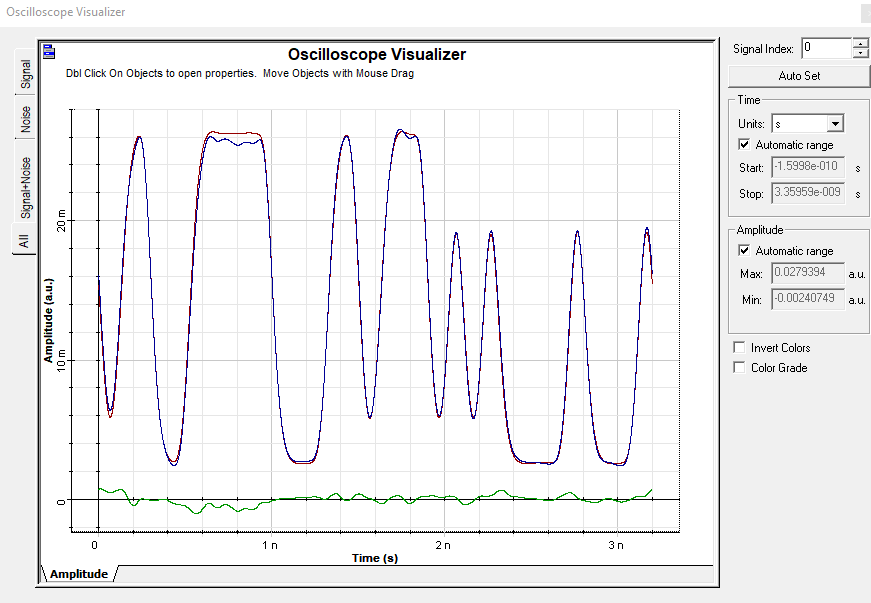 Oscilloscope Visualizer
Oscilloscope Visualizer
Dbl Click On Objects to open properties. Move Objects with Mouse Drag
Signal
Noise
Signal+Noise
All
Amplitude (a.u.)
20 m
10 m
0
0
1 n
2 n
3 n
Time (s)
Amplitude
Signal Index:
0
Auto Set
Time
Units:
s
Automatic range
Start:
-1.5998e-010
s
Stop:
3.35959e-009
s
Amplitude
Automatic range
Max:
0.0279394
a.u.
Min:
-0.00240749
a.u.
Invert Colors
Color Grade